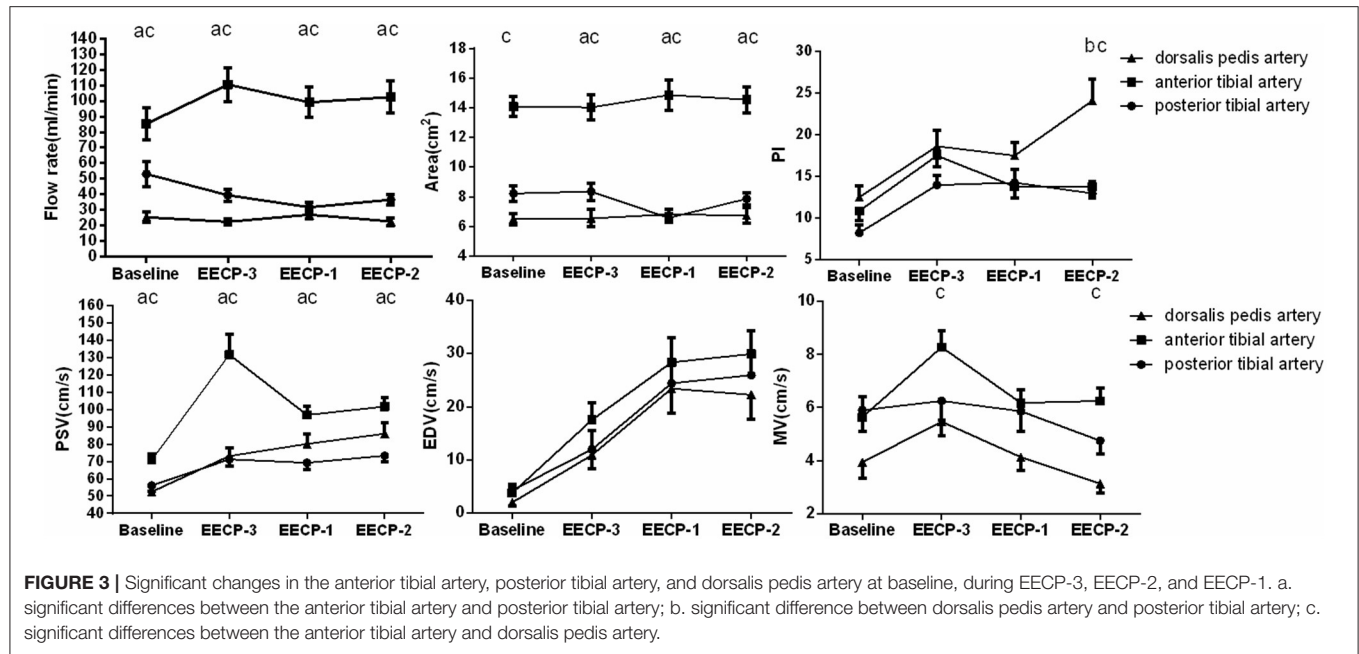 ac ac ac ac
Flow rate(ml/min)
140
130
120
110
100
90
80
70
60
50
40
30
20
10
0
Baseline EECP-3 EECP-1 EECP-2
c ac ac ac
Area(cm²)
18
16
14
12
10
8
6
4
Baseline EECP-3 EECP-1 EECP-2
bc
PI
30
25
20
15
10
5
Baseline EECP-3 EECP-1 EECP-2
dorsalis pedis artery
anterior tibial artery
posterior tibial artery
ac ac ac ac
PSV(cm/s)
160
150
140
130
120
110
100
90
80
70
60
50
40
Baseline EECP-3 EECP-1 EECP-2
EDV(cm/s)
40
30
20
10
0
Baseline EECP-3 EECP-1 EECP-2
c c
MV(cm/s)
10
8
6
4
2
Baseline EECP-3 EECP-1 EECP-2
dorsalis pedis artery
anterior tibial artery
posterior tibial artery
FIGURE 3 | Significant changes in the anterior tibial artery, posterior tibial artery, and dorsalis pedis artery at baseline, during EECP-3, EECP-2, and EECP-1. a.
significant differences between the anterior tibial artery and posterior tibial artery; b. significant difference between dorsalis pedis artery and posterior tibial artery; c.
significant differences between the anterior tibial artery and dorsalis pedis artery.